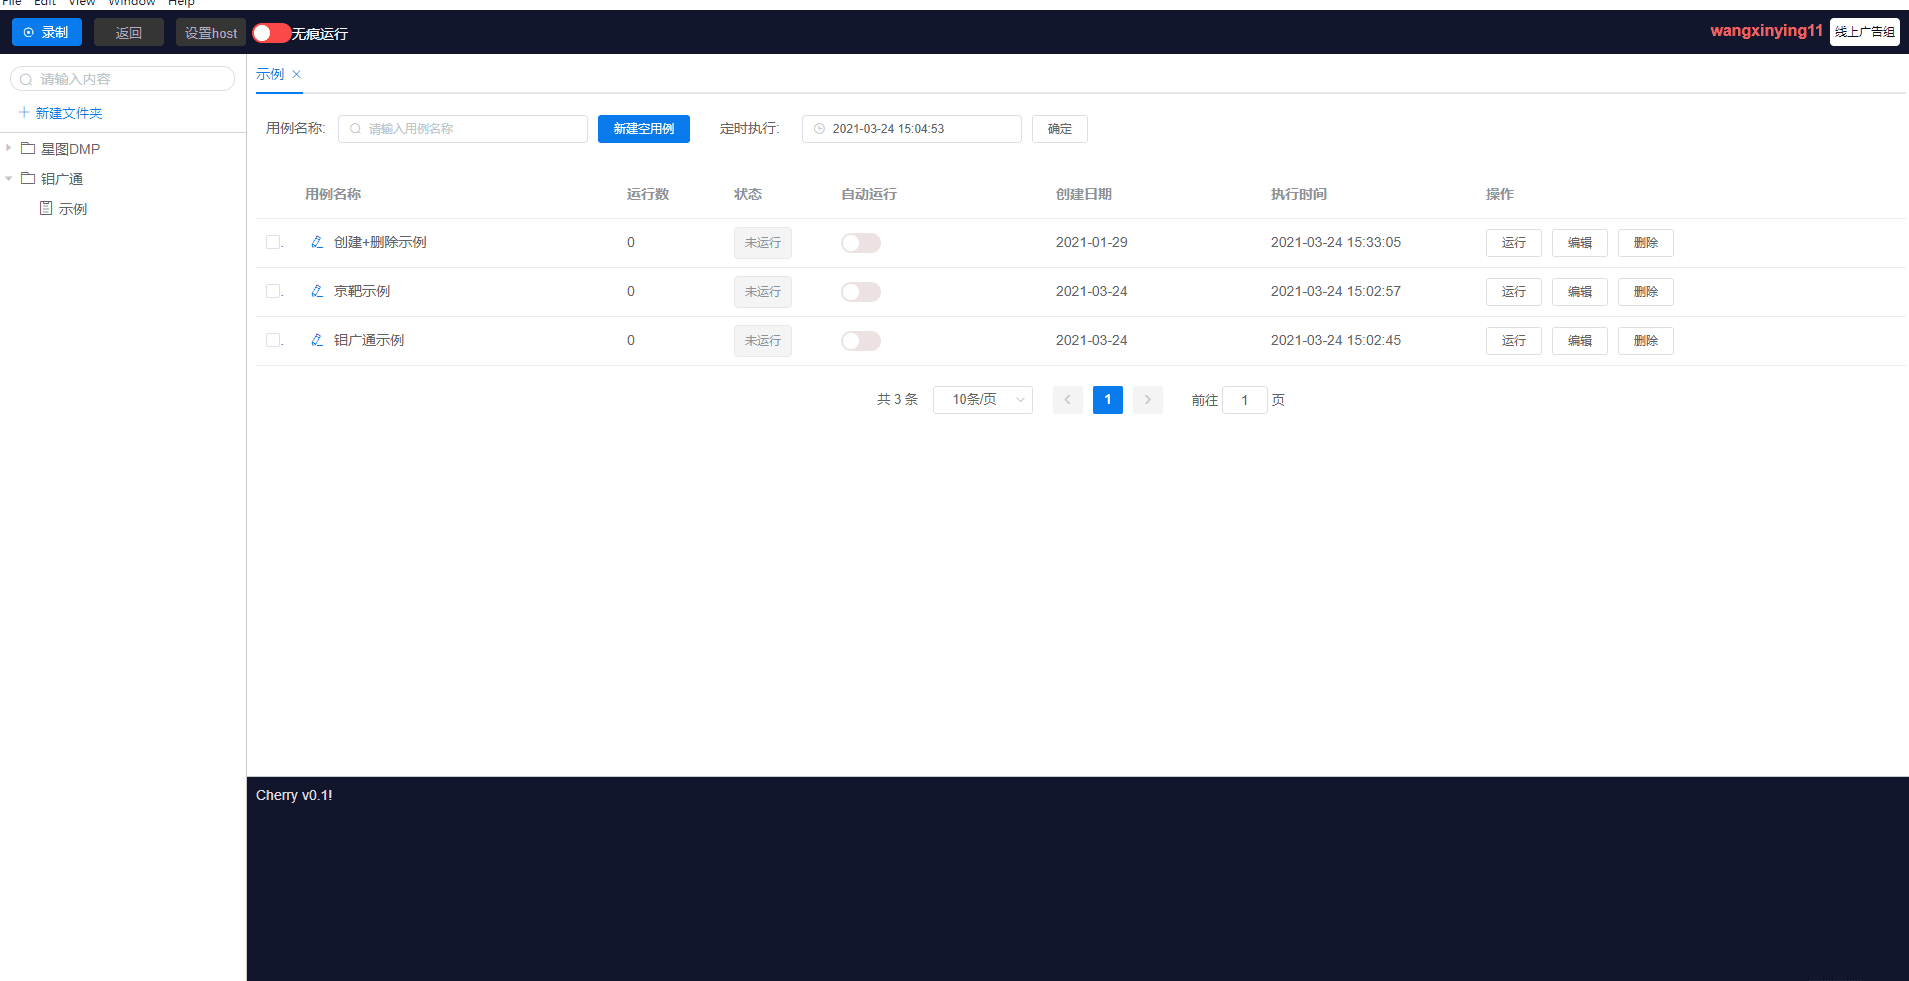 File Edit View Window Help
录制 返回 设置host 无痕运行 wangxinying11 线上广告组
请输入内容
新建文件夹
星图DMP
钼广通
示例
示例
用例名称: 请输入用例名称 新建空用例 定时执行: 2021-03-24 15:04:53 确定
用例名称 运行数 状态 自动运行 创建日期 执行时间 操作
创建+删除示例 0 未运行 2021-01-29 2021-03-24 15:33:05 运行 编辑 删除
京靶示例 0 未运行 2021-03-24 2021-03-24 15:02:57 运行 编辑 删除
钼广通示例 0 未运行 2021-03-24 2021-03-24 15:02:45 运行 编辑 删除
共 3 条 10条/页 1 前往 1 页
Cherry v0.1!